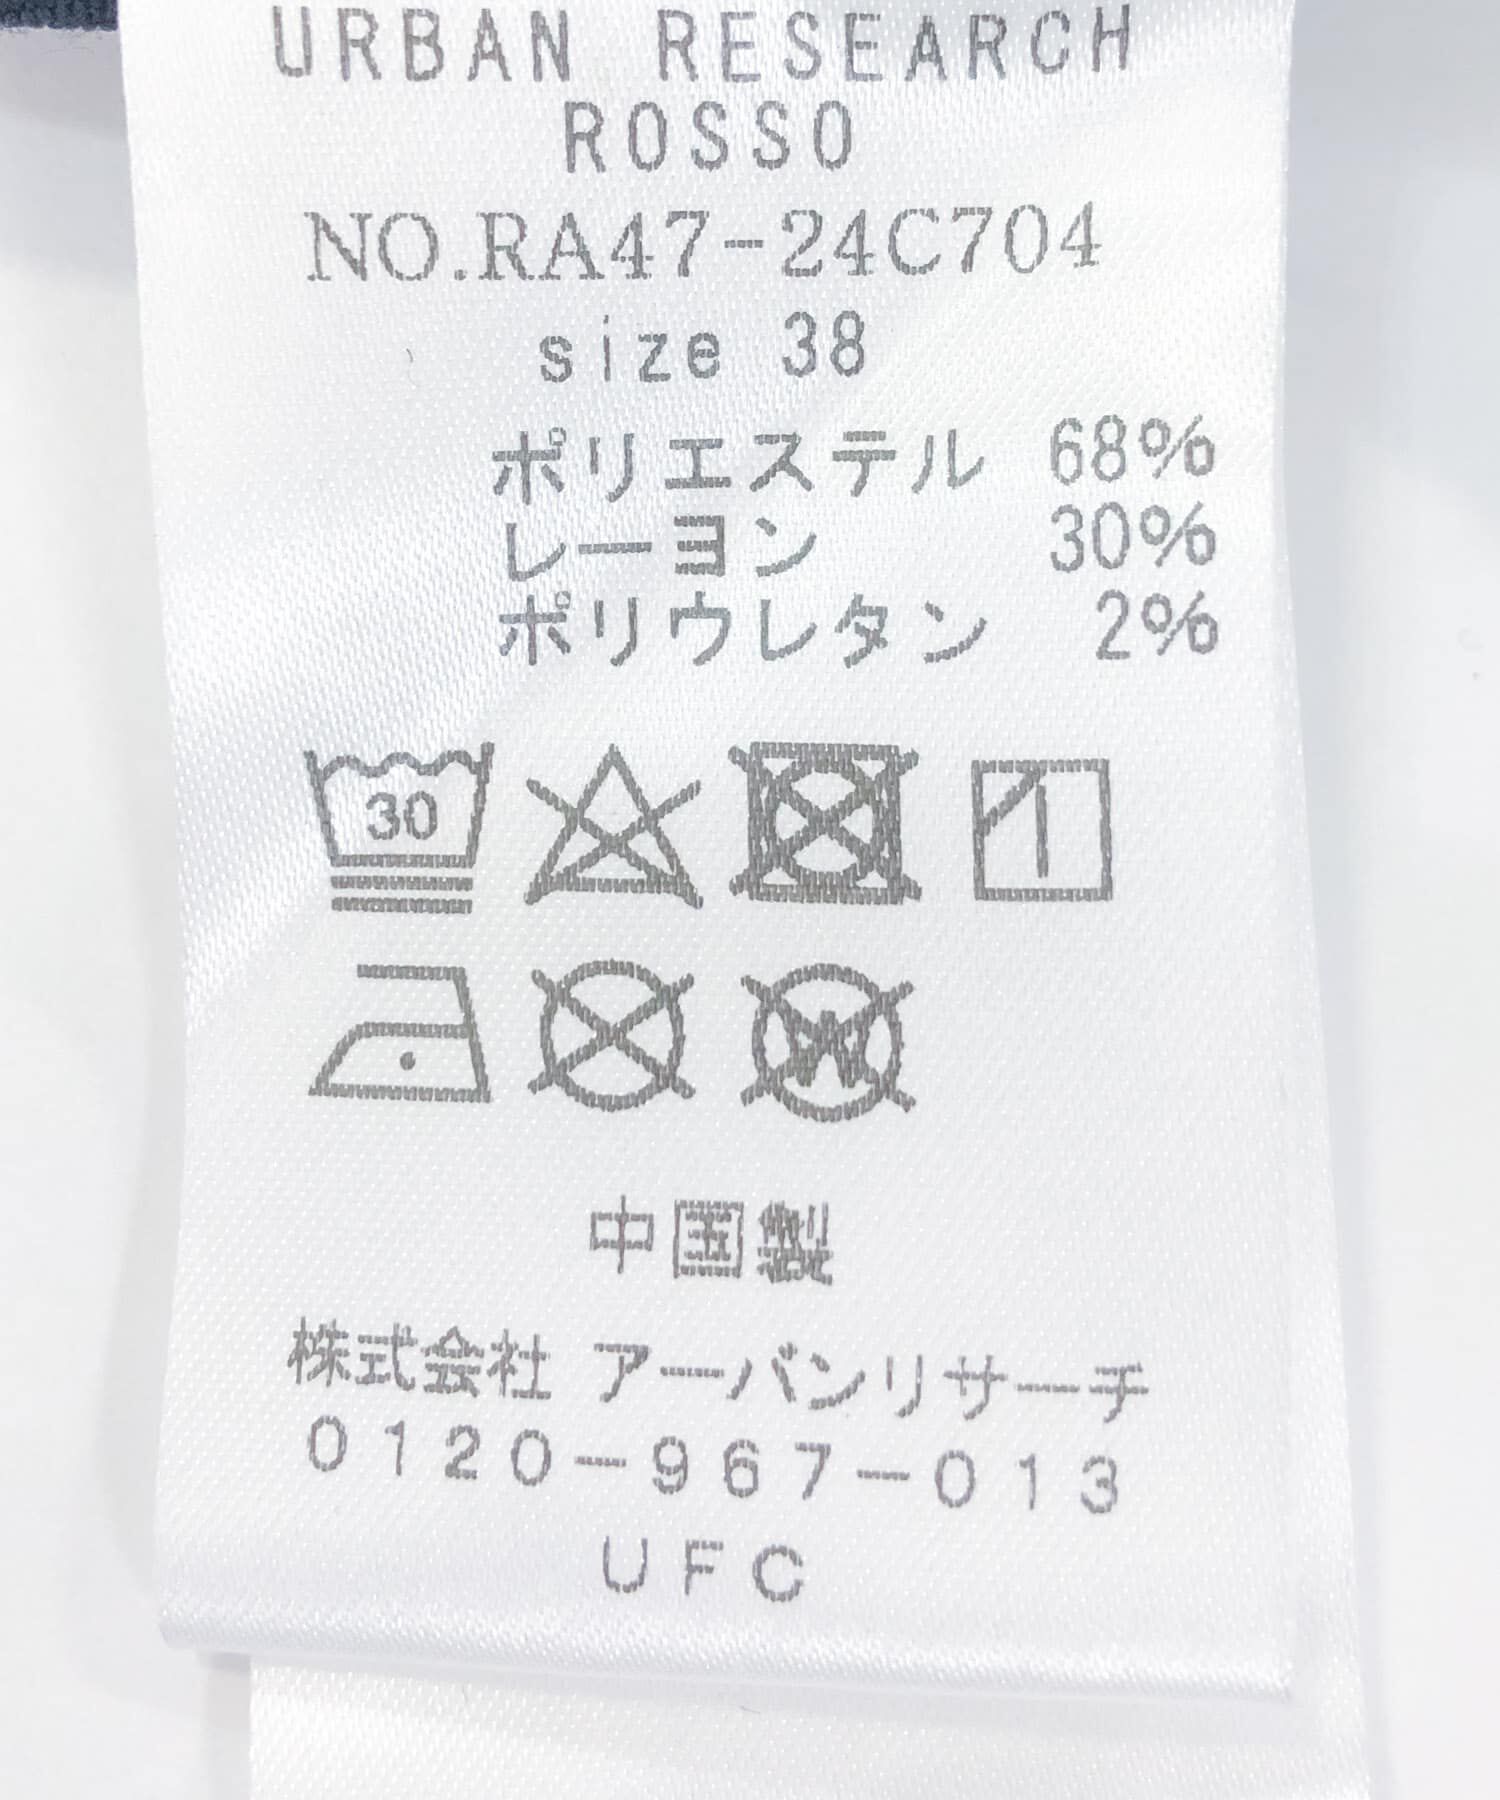 URBAN RESEARCH
ROSSO
NO.RA47-24C704
size 38
ポリエステル 68%
レーヨン 30%
ポリウレタン 2%
30
W
中国製
株式会社 アーバンリサーチ
0120-967-013
UFC